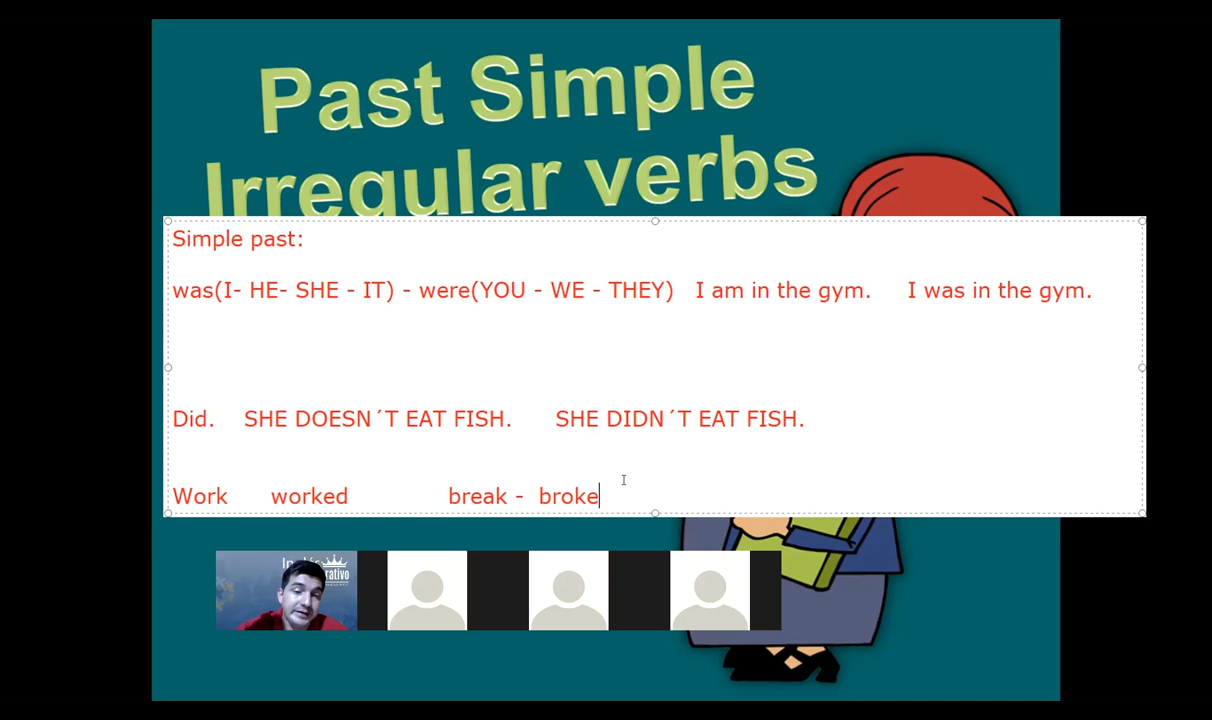 Past Simple
Irregular verbs
Simple past:
was(I- HE- SHE - IT) - were(YOU - WE - THEY) I am in the gym. I was in the gym.
Did. SHE DOESN´T EAT FISH. SHE DIDN´T EAT FISH.
Work worked break - broke